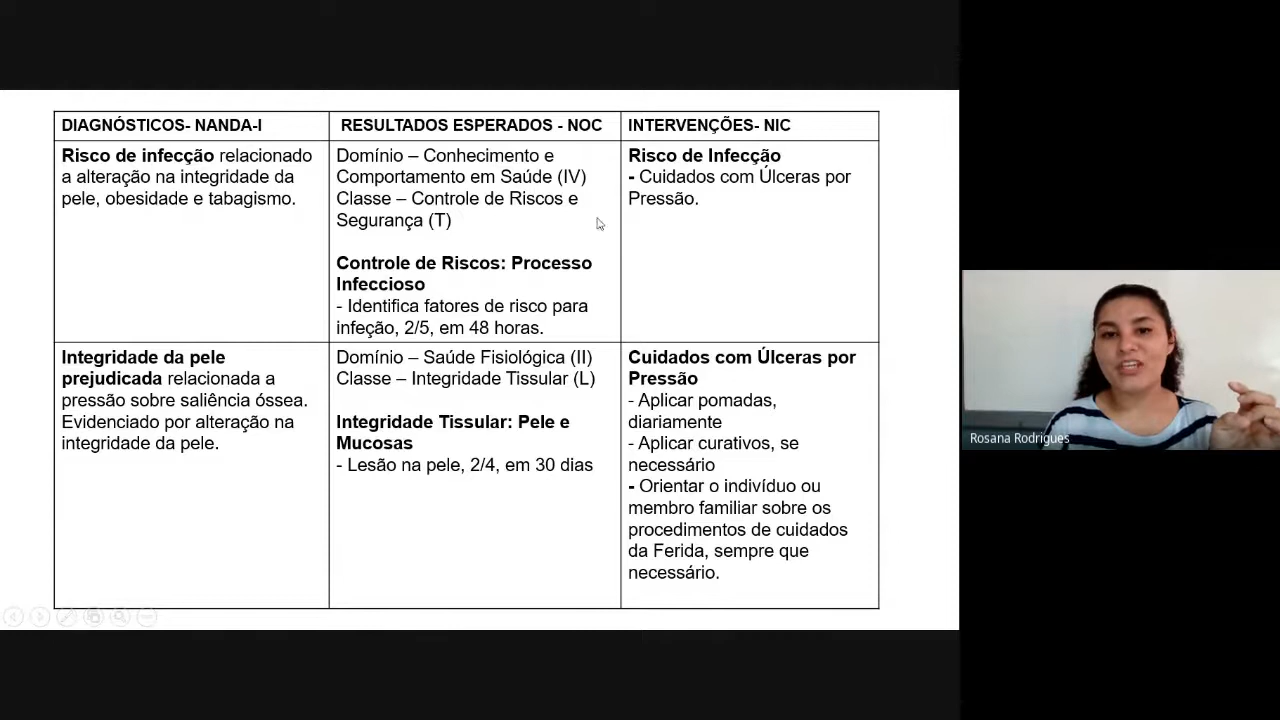 DIAGNÓSTICOS- NANDA-I
RESULTADOS ESPERADOS - NOC
INTERVENÇÕES- NIC
Risco de infecção relacionado
a alteração na integridade da
pele, obesidade e tabagismo.
Domínio – Conhecimento e
Comportamento em Saúde (IV)
Classe – Controle de Riscos e
Segurança (T)
Controle de Riscos: Processo
Infeccioso
- Identifica fatores de risco para
infeção, 2/5, em 48 horas.
Risco de Infecção
- Cuidados com Úlceras por
Pressão.
Integridade da pele
prejudicada relacionada a
pressão sobre saliência óssea.
Evidenciado por alteração na
integridade da pele.
Domínio – Saúde Fisiológica (II)
Classe – Integridade Tissular (L)
Integridade Tissular: Pele e
Mucosas
- Lesão na pele, 2/4, em 30 dias
Cuidados com Úlceras por
Pressão
- Aplicar pomadas,
diariamente
- Aplicar curativos, se
necessário
- Orientar o indivíduo ou
membro familiar sobre os
procedimentos de cuidados
da Ferida, sempre que
necessário.
Rosana Rodrigues